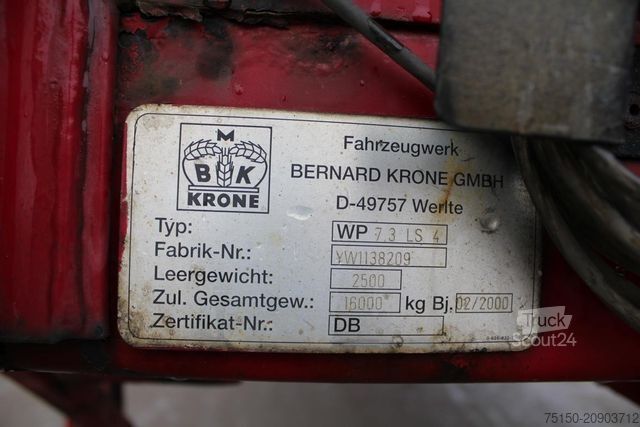 M
B K
KRONE
Fahrzeugwerk
BERNARD KRONE GMBH
D-49757 Werlte
Typ: WP 7.3 LS 4
Fabrik-Nr.: YW1138209
Leergewicht: 2500
Zul. Gesamtgew.: 16000 kg Bj. 02/2000
Zertifikat-Nr.: DB
Truck
Scout24
75150-20903712